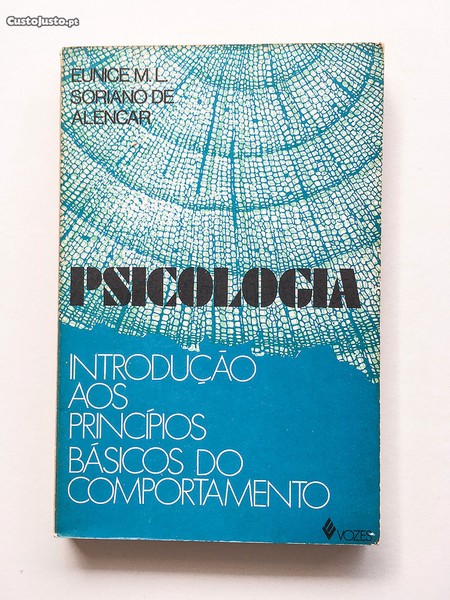 CustoJusto.pt
EUNICE M. L.
SORIANO DE
ALENCAR
PSICOLOGIA
INTRODUÇÃO
AOS
PRINCÍPIOS
BÁSICOS DO
COMPORTAMENTO
VOZES